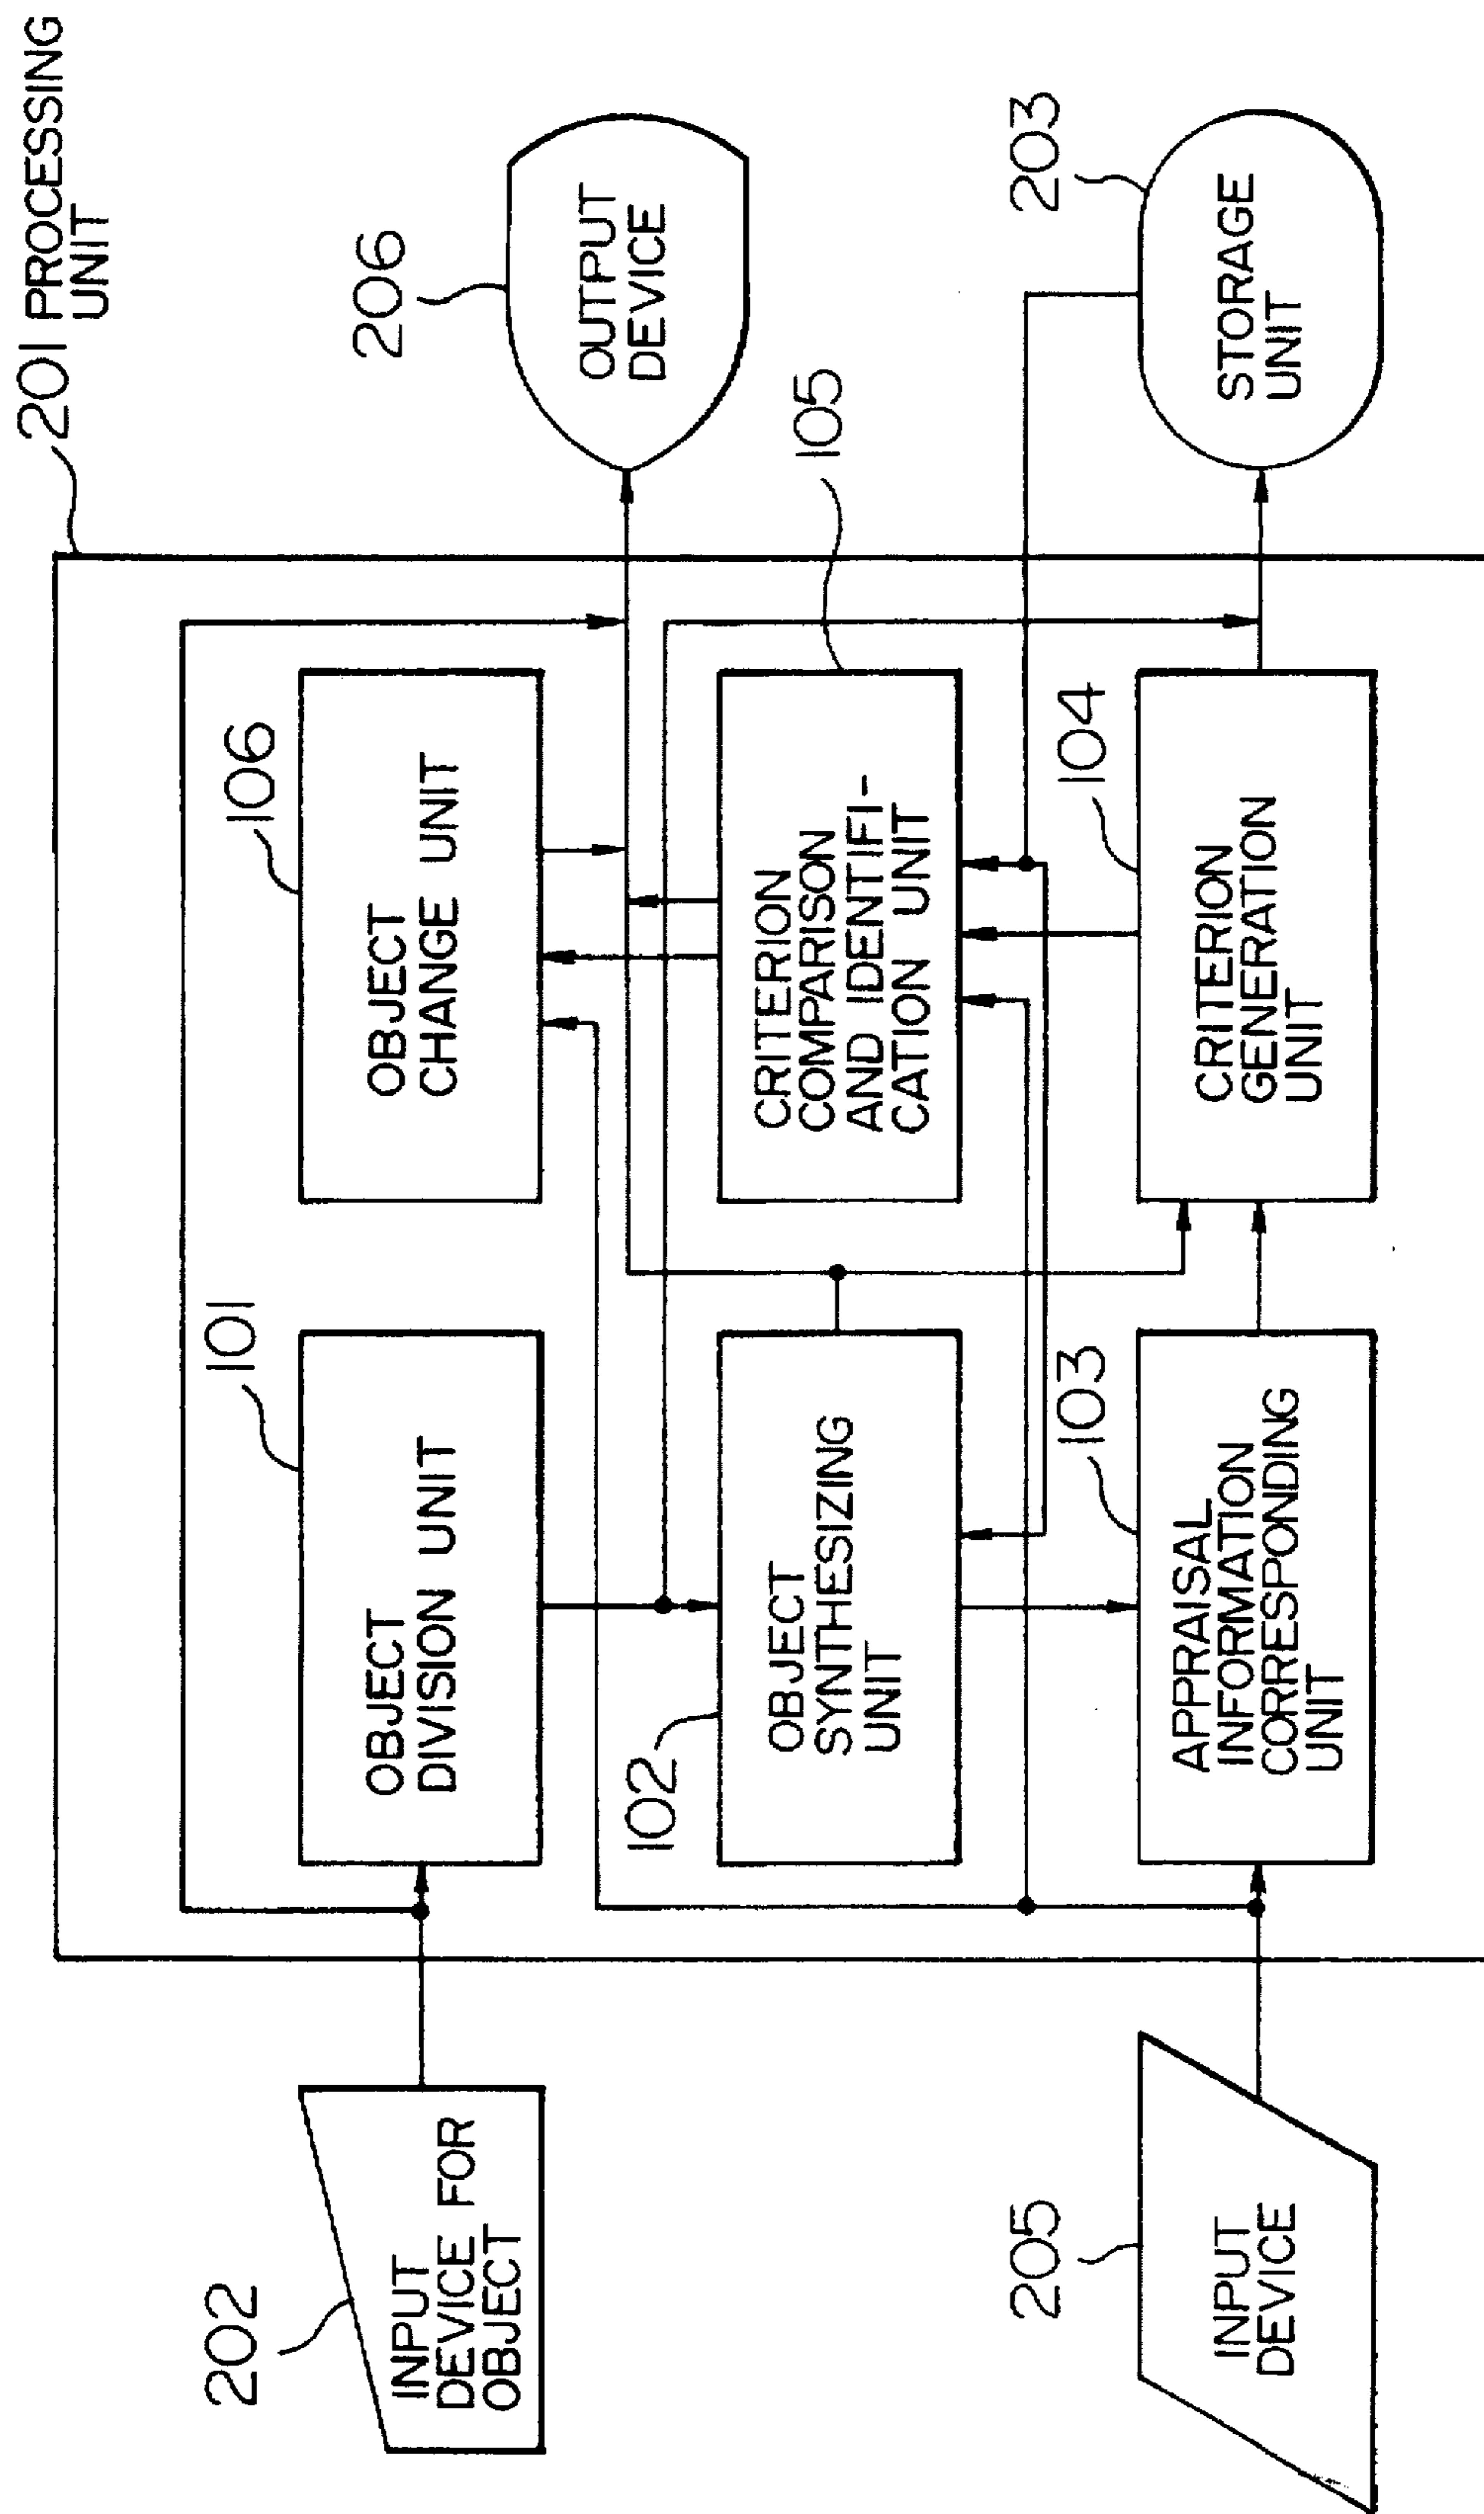 201 PROCESSING
UNIT
202
INPUT
DEVICE FOR
OBJECT
101
OBJECT
DIVISION UNIT
106
OBJECT
CHANGE UNIT
206
OUTPUT
DEVICE
102
OBJECT
SYNTHESIZING
UNIT
CRITERION
COMPARISON
AND IDENTIFI-
CATION UNIT
105
205
INPUT
DEVICE
103
APPRAISAL
INFORMATION
CORRESPONDING
UNIT
104
CRITERION
GENERATION
UNIT
203
STORAGE
UNIT